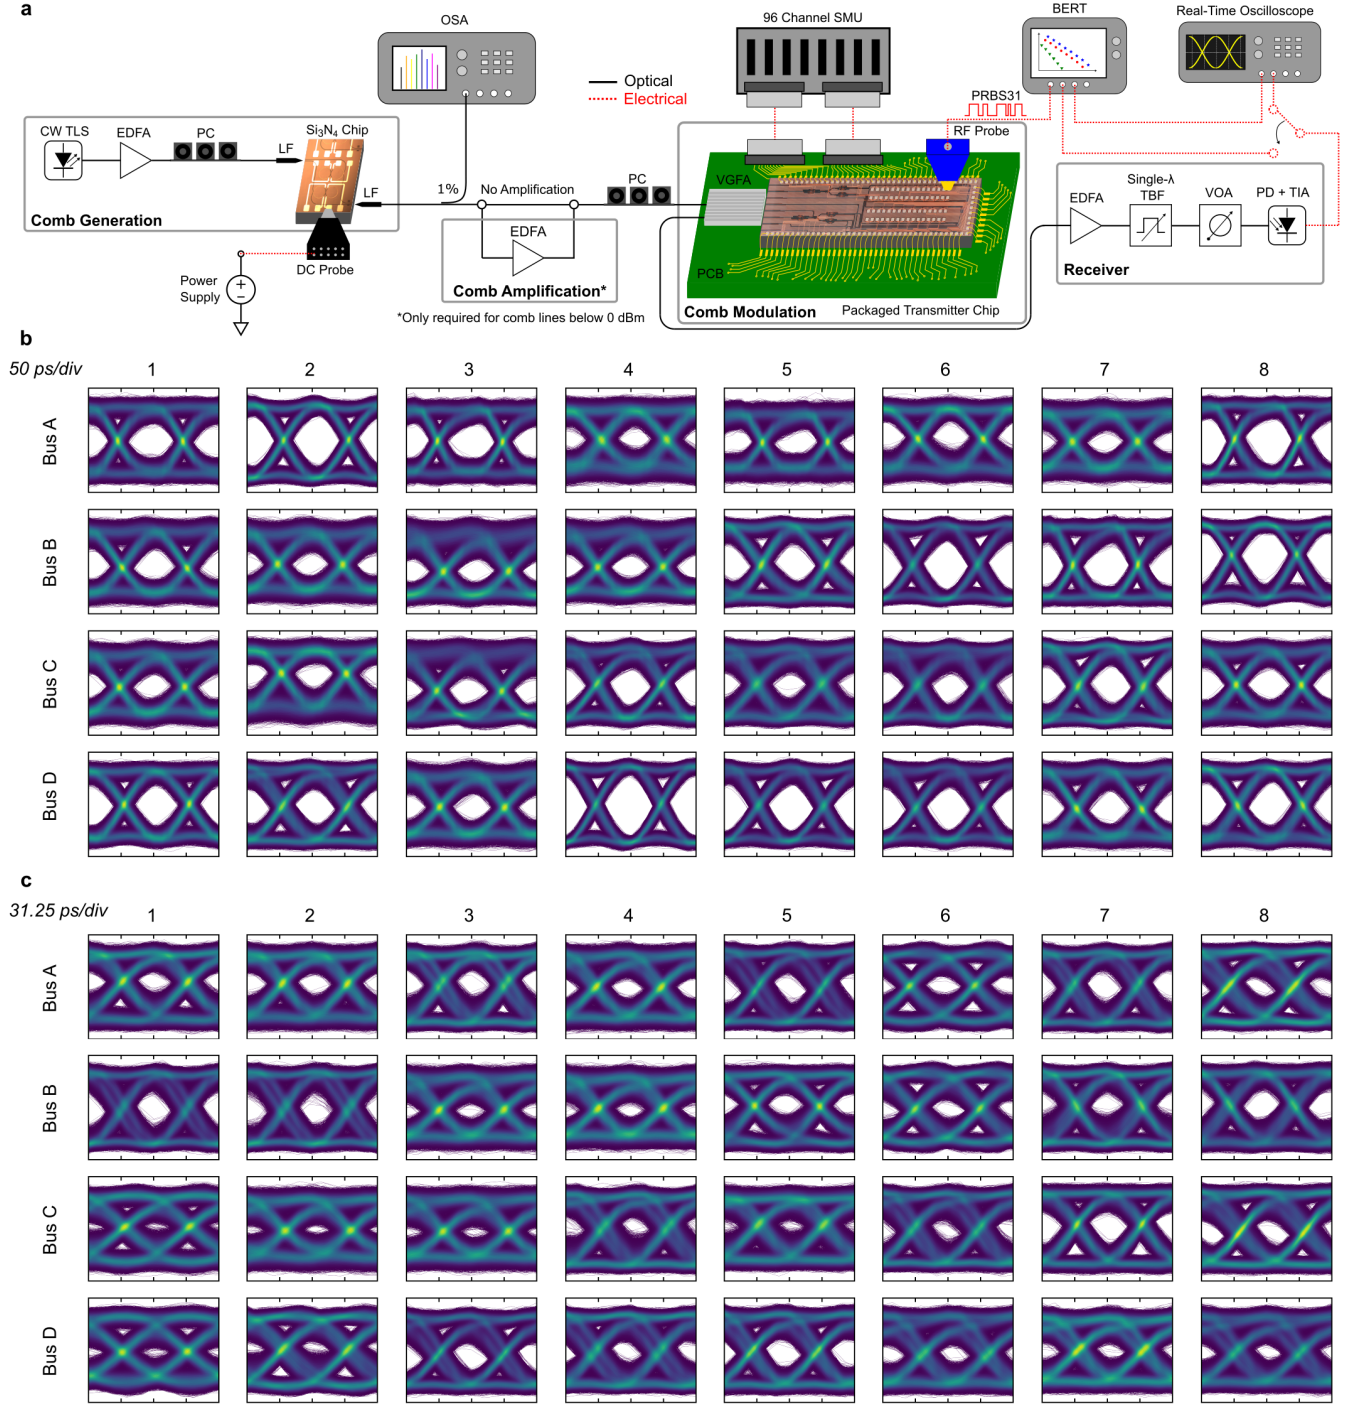 a
OSA
96 Channel SMU
BERT
Real-Time Oscilloscope
Optical
Electrical
PRBS31
CW TLS
EDFA
PC
Si3N4 Chip
LF
LF
1%
No Amplification
PC
RF Probe
VGFA
EDFA
Single-λ
TBF
VOA
PD + TIA
Comb Generation
EDFA
DC Probe
PCB
Receiver
Power
Supply
Comb Amplification*
Comb Modulation
Packaged Transmitter Chip
*Only required for comb lines below 0 dBm
b
50 ps/div
1 2 3 4 5 6 7 8
Bus A
Bus B
Bus C
Bus D
c
31.25 ps/div
1 2 3 4 5 6 7 8
Bus A
Bus B
Bus C
Bus D